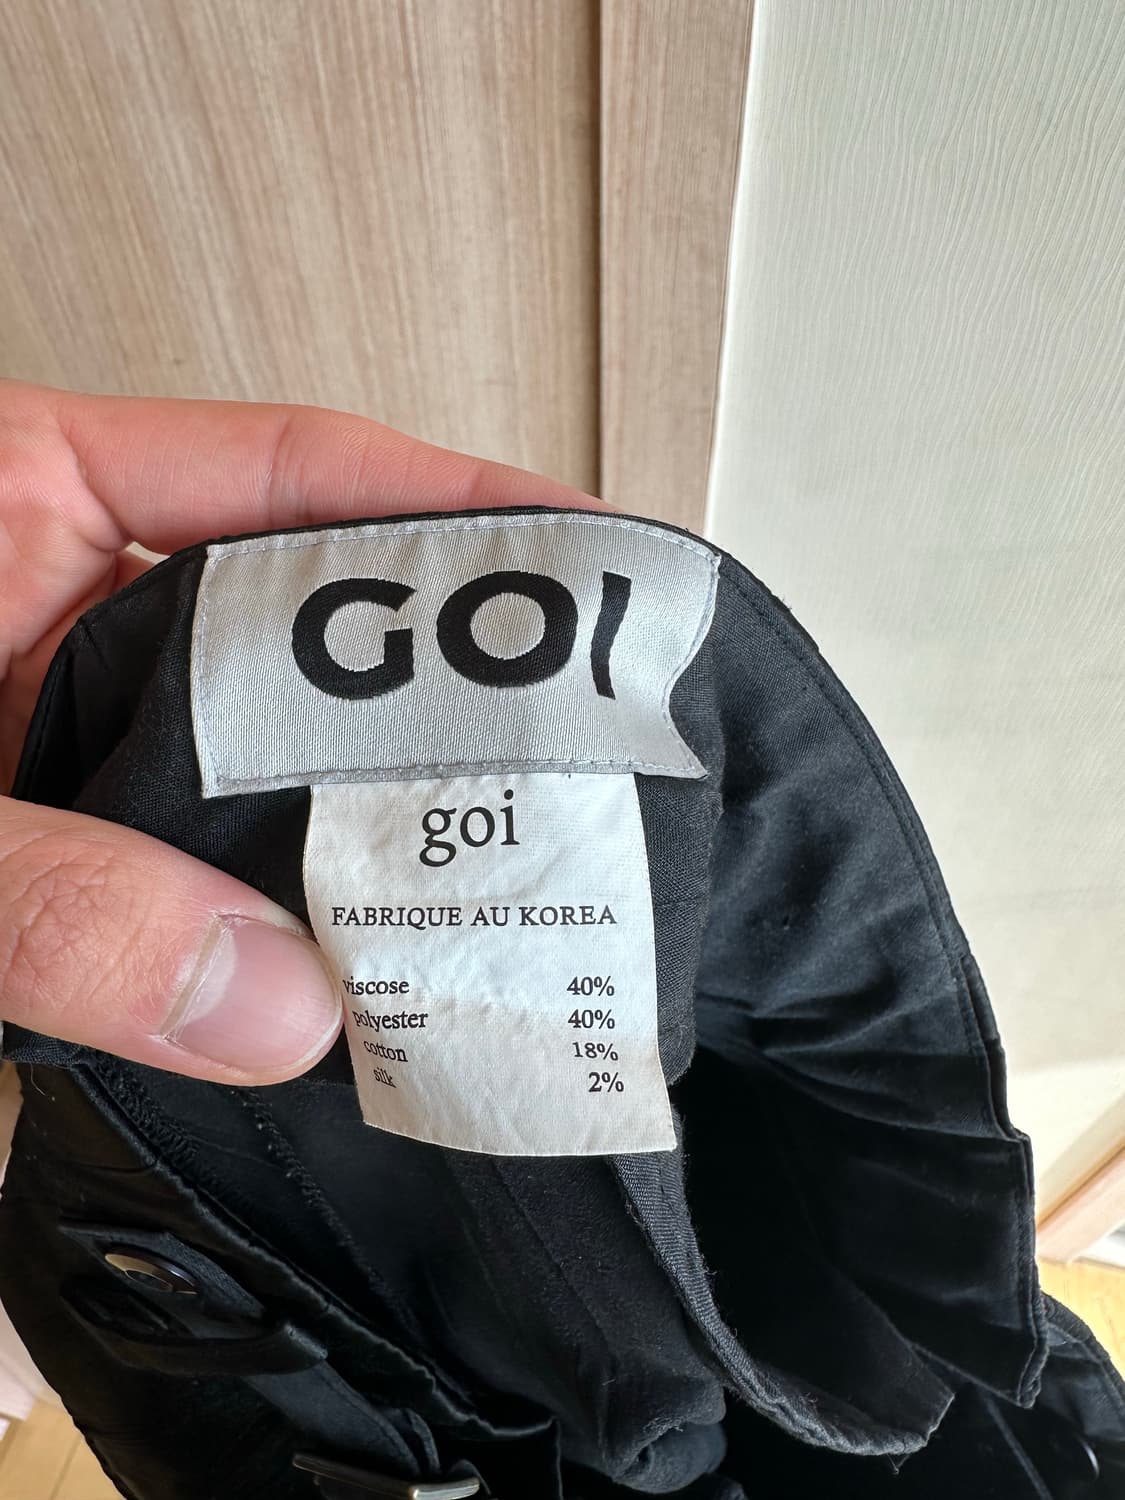 GOI
goi
FABRIQUE AU KOREA
viscose 40%
polyester 40%
cotton 18%
silk 2%